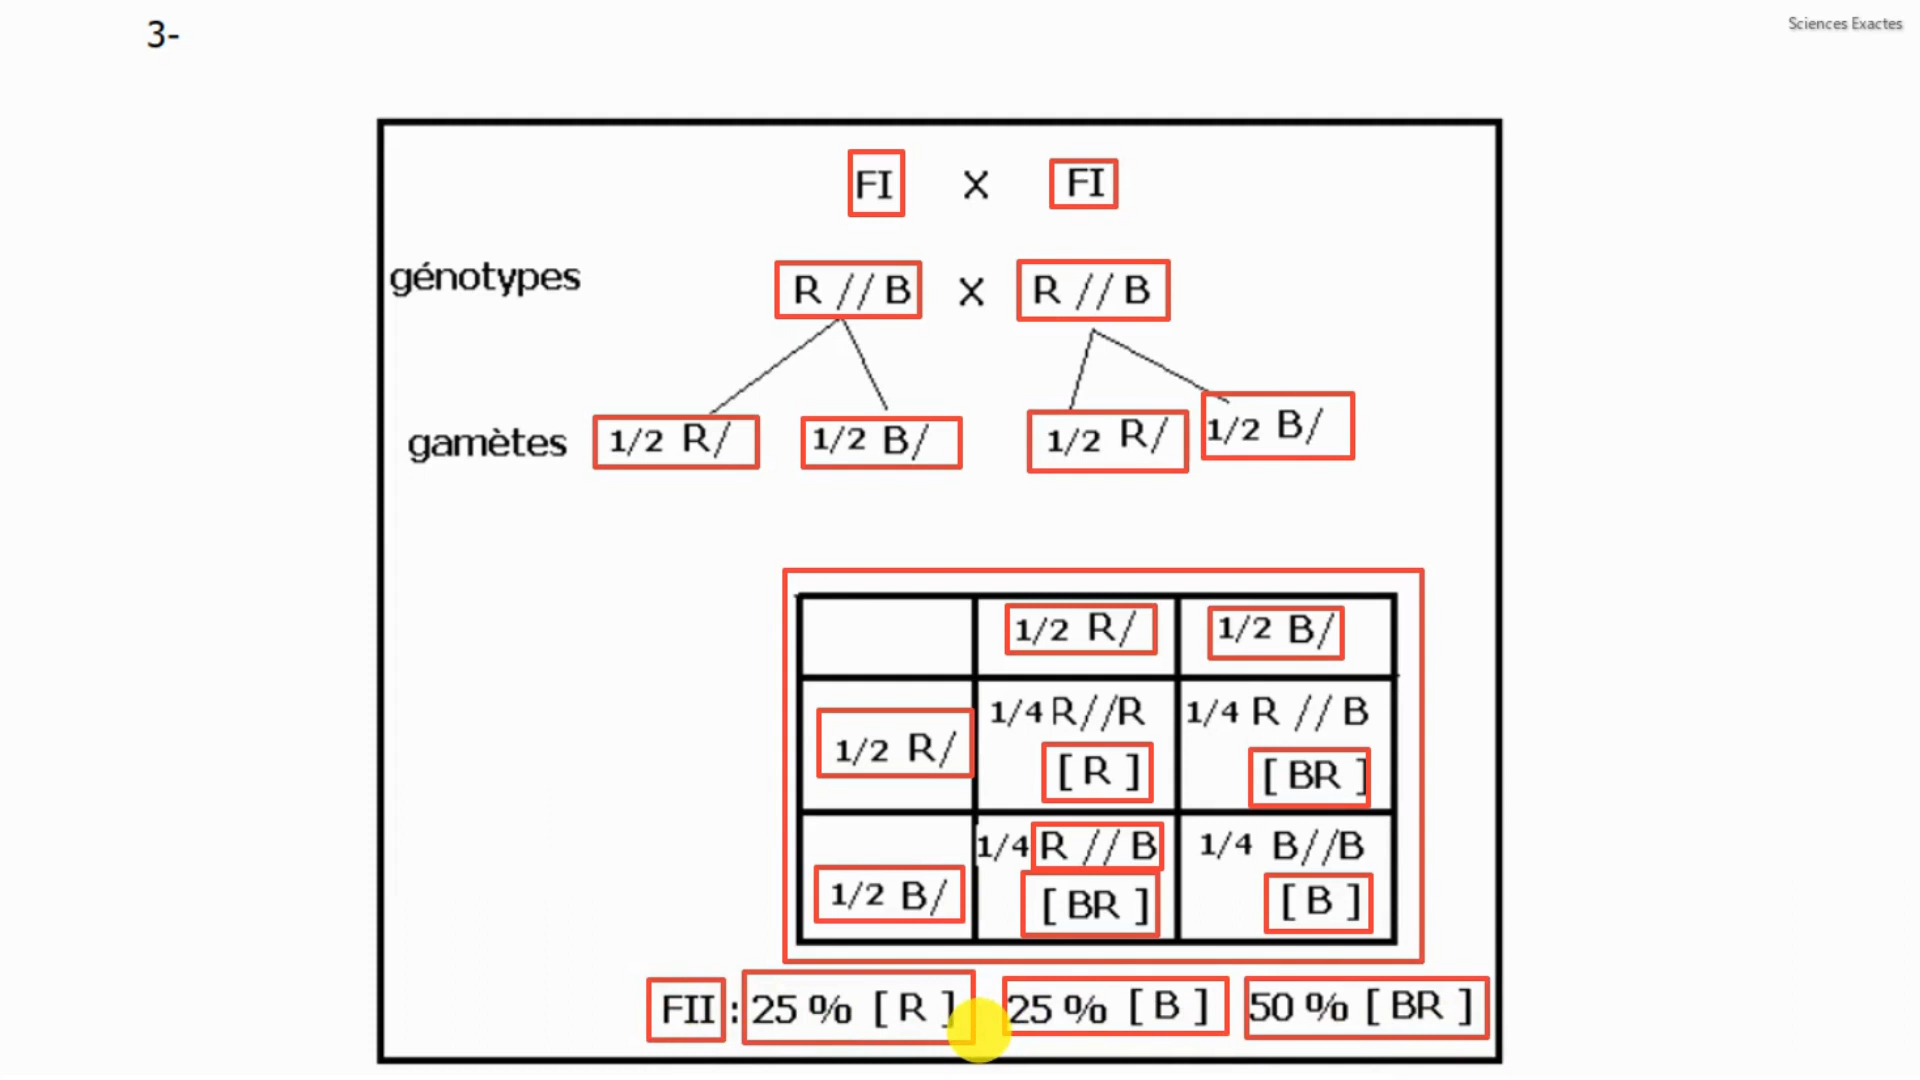 3-
Sciences Exactes
FI X FI
génotypes R // B X R // B
gamètes 1/2 R/ 1/2 B/ 1/2 R/ 1/2 B/
1/2 R/ 1/2 B/
1/2 R/ 1/4 R//R 1/4 R // B
[ R ] [ BR ]
1/2 B/ 1/4 R // B 1/4 B//B
[ BR ] [ B ]
FII : 25 % [ R ] 25 % [ B ] 50 % [ BR ]